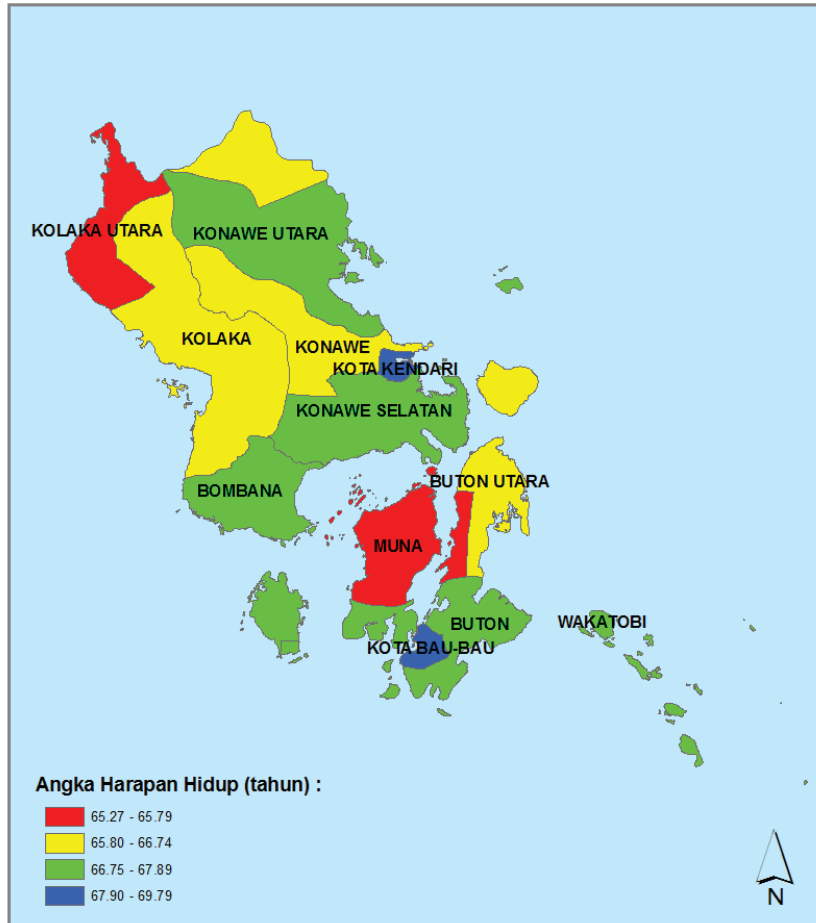 KOLAKA UTARA
KONAWE UTARA
KOLAKA
KONAWE
KOTA KENDARI
KONAWE SELATAN
BUTON UTARA
BOMBANA
MUNA
BUTON
WAKATOBI
KOTA BAU-BAU
Angka Harapan Hidup (tahun) :
65.27 - 65.79
65.80 - 66.74
66.75 - 67.89
67.90 - 69.79
N